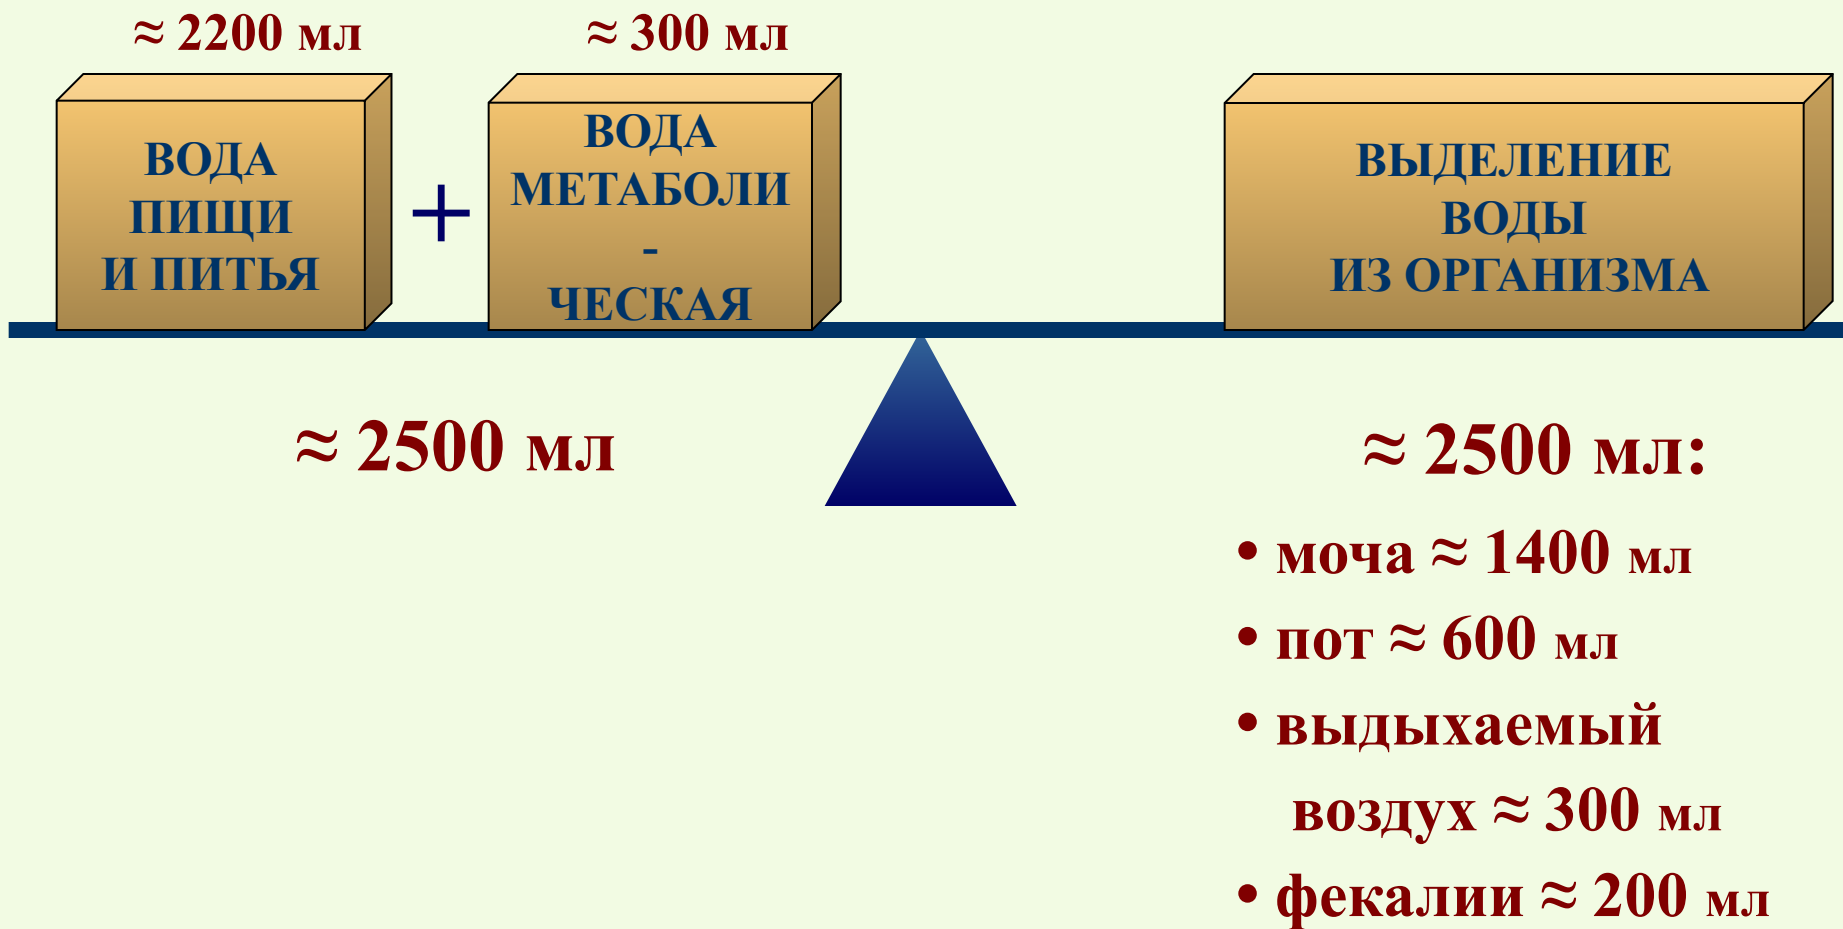 ≈ 2200 мл
≈ 300 мл
ВОДА
ПИЩИ
И ПИТЬЯ
+
ВОДА
МЕТАБОЛИ
-
ЧЕСКАЯ
ВЫДЕЛЕНИЕ
ВОДЫ
ИЗ ОРГАНИЗМА
≈ 2500 мл
≈ 2500 мл:
• моча ≈ 1400 мл
• пот ≈ 600 мл
• выдыхаемый
воздух ≈ 300 мл
• фекалии ≈ 200 мл